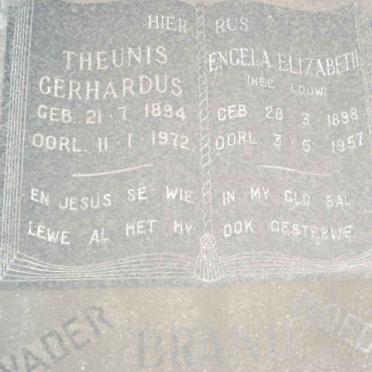 HIER RUS
THEUNIS
GERHARDUS
GEB. 21·7·1894
OORL. 11·1·1972
ENGELA ELIZABETH
(NEE LOUW)
GEB. 28·3·1898
OORL. 3·5·1957
EN JESUS SÊ WIE IN MY GLO SAL
LEWE AL HET HY OOK GESTERWE
VADER BRAND MOED